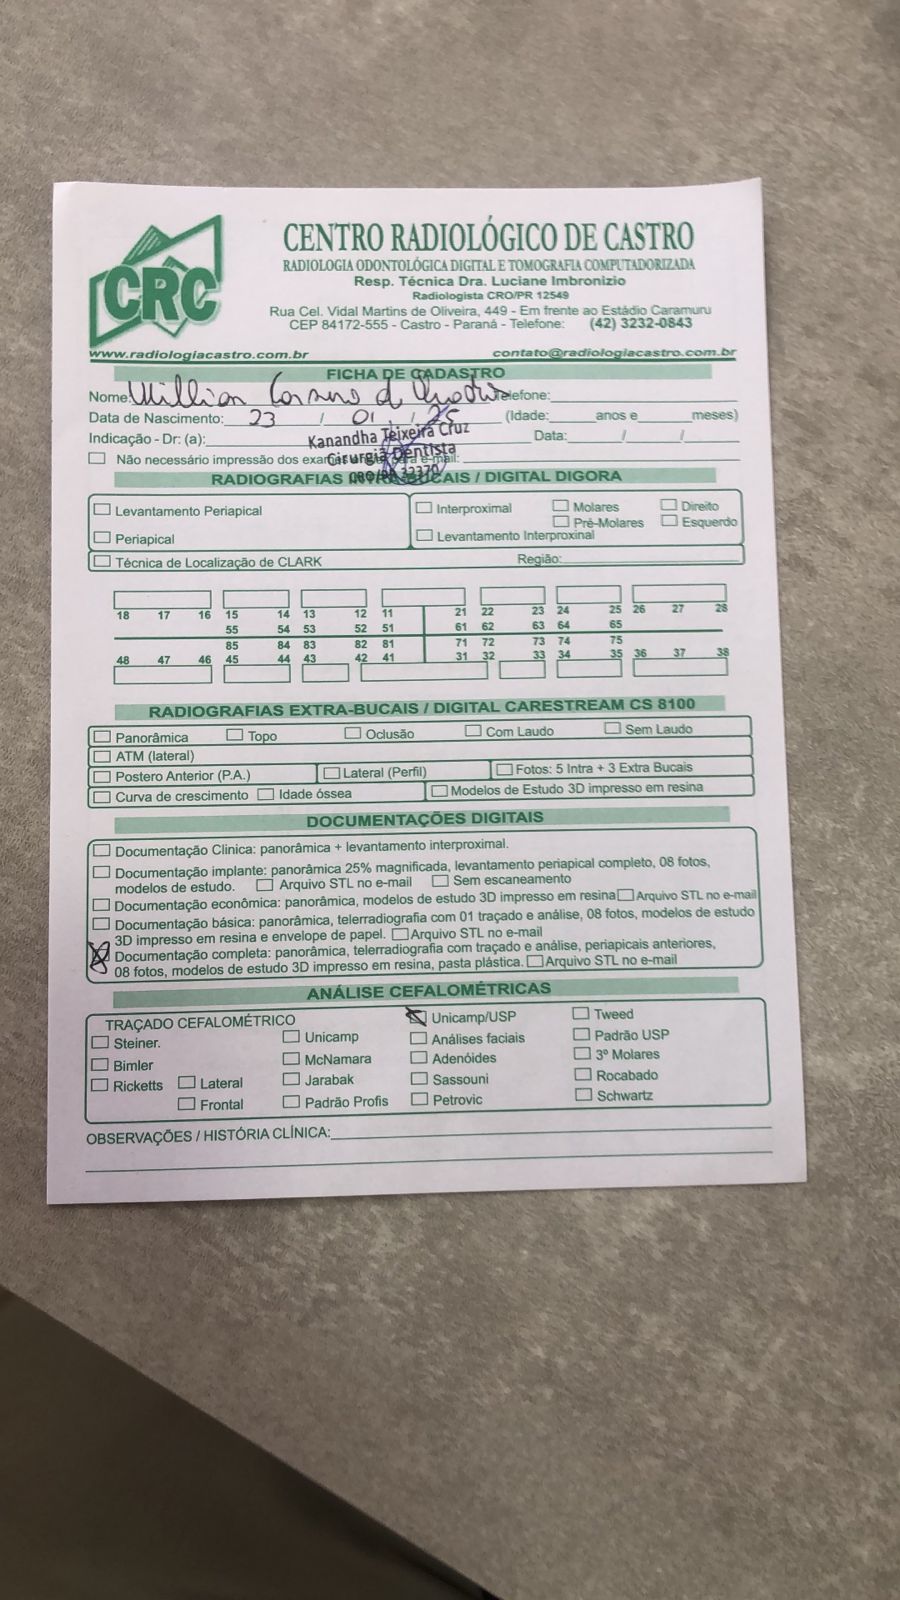 CRC
CENTRO RADIOLÓGICO DE CASTRO
RADIOLOGIA ODONTOLÓGICA DIGITAL E TOMOGRAFIA COMPUTADORIZADA
Resp. Técnica Dra. Luciane Imbronizio
Radiologista CRO/PR 12549
Rua Cel. Vidal Martins de Oliveira, 449 - Em frente ao Estádio Caramuru
CEP 84172-555 - Castro - Paraná - Telefone: (42) 3232-0843
www.radiologiacastro.com.br contato@radiologiacastro.com.br
FICHA DE CADASTRO
Nome: Telefone:
Data de Nascimento: 23 / 01 / 25 (Idade: anos e meses)
Indicação - Dr: (a): Kanandha Teixeira Cruz Data: / /
Cirurgiã Dentista
Não necessário impressão dos exames e-mail:
RADIOGRAFIAS INTRA-BUCAIS / DIGITAL DIGORA
Levantamento Periapical Interproximal Molares Direito
Pré-Molares Esquerdo
Periapical Levantamento Interproximal
Técnica de Localização de CLARK Região:
18 17 16 15 14 13 12 11 21 22 23 24 25 26 27 28
55 54 53 52 51 61 62 63 64 65
85 84 83 82 81 71 72 73 74 75
48 47 46 45 44 43 42 41 31 32 33 34 35 36 37 38
RADIOGRAFIAS EXTRA-BUCAIS / DIGITAL CARESTREAM CS 8100
Panorâmica Topo Oclusão Com Laudo Sem Laudo
ATM (lateral)
Postero Anterior (P.A.) Lateral (Perfil) Fotos: 5 Intra + 3 Extra Bucais
Curva de crescimento Idade óssea Modelos de Estudo 3D impresso em resina
DOCUMENTAÇÕES DIGITAIS
Documentação Clinica: panorâmica + levantamento interproximal.
Documentação implante: panorâmica 25% magnificada, levantamento periapical completo, 08 fotos,
modelos de estudo. Arquivo STL no e-mail Sem escaneamento
Documentação econômica: panorâmica, modelos de estudo 3D impresso em resina Arquivo STL no e-mail
Documentação básica: panorâmica, telerradiografia com 01 traçado e análise, 08 fotos, modelos de estudo
3D impresso em resina e envelope de papel. Arquivo STL no e-mail
Documentação completa: panorâmica, telerradiografia com traçado e análise, periapicais anteriores,
08 fotos, modelos de estudo 3D impresso em resina, pasta plástica. Arquivo STL no e-mail
ANÁLISE CEFALOMÉTRICAS
TRAÇADO CEFALOMÉTRICO Unicamp/USP Tweed
Steiner. Unicamp Análises faciais Padrão USP
Bimler McNamara Adenóides 3º Molares
Ricketts Lateral Jarabak Sassouni Rocabado
Frontal Padrão Profis Petrovic Schwartz
OBSERVAÇÕES / HISTÓRIA CLÍNICA: